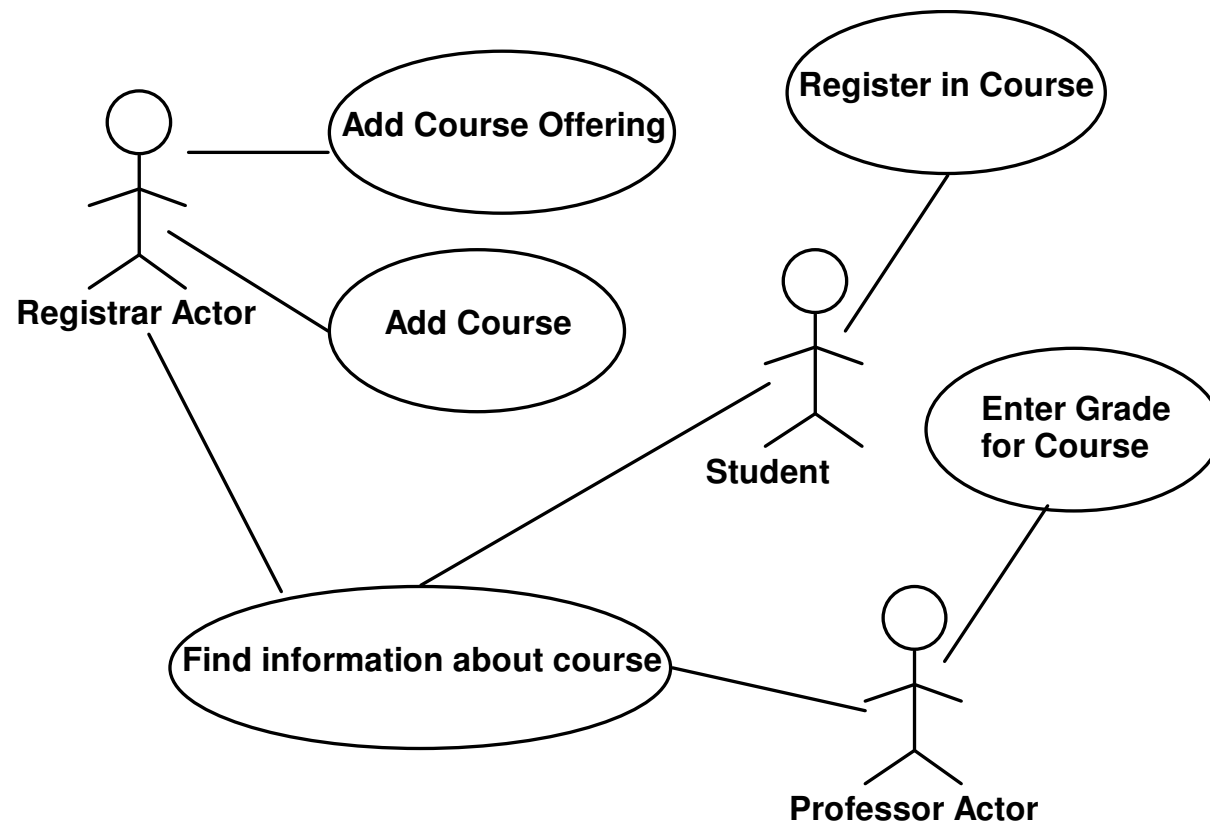 Register in Course
Add Course Offering
Registrar Actor
Add Course
Enter Grade
for Course
Student
Find information about course
Professor Actor